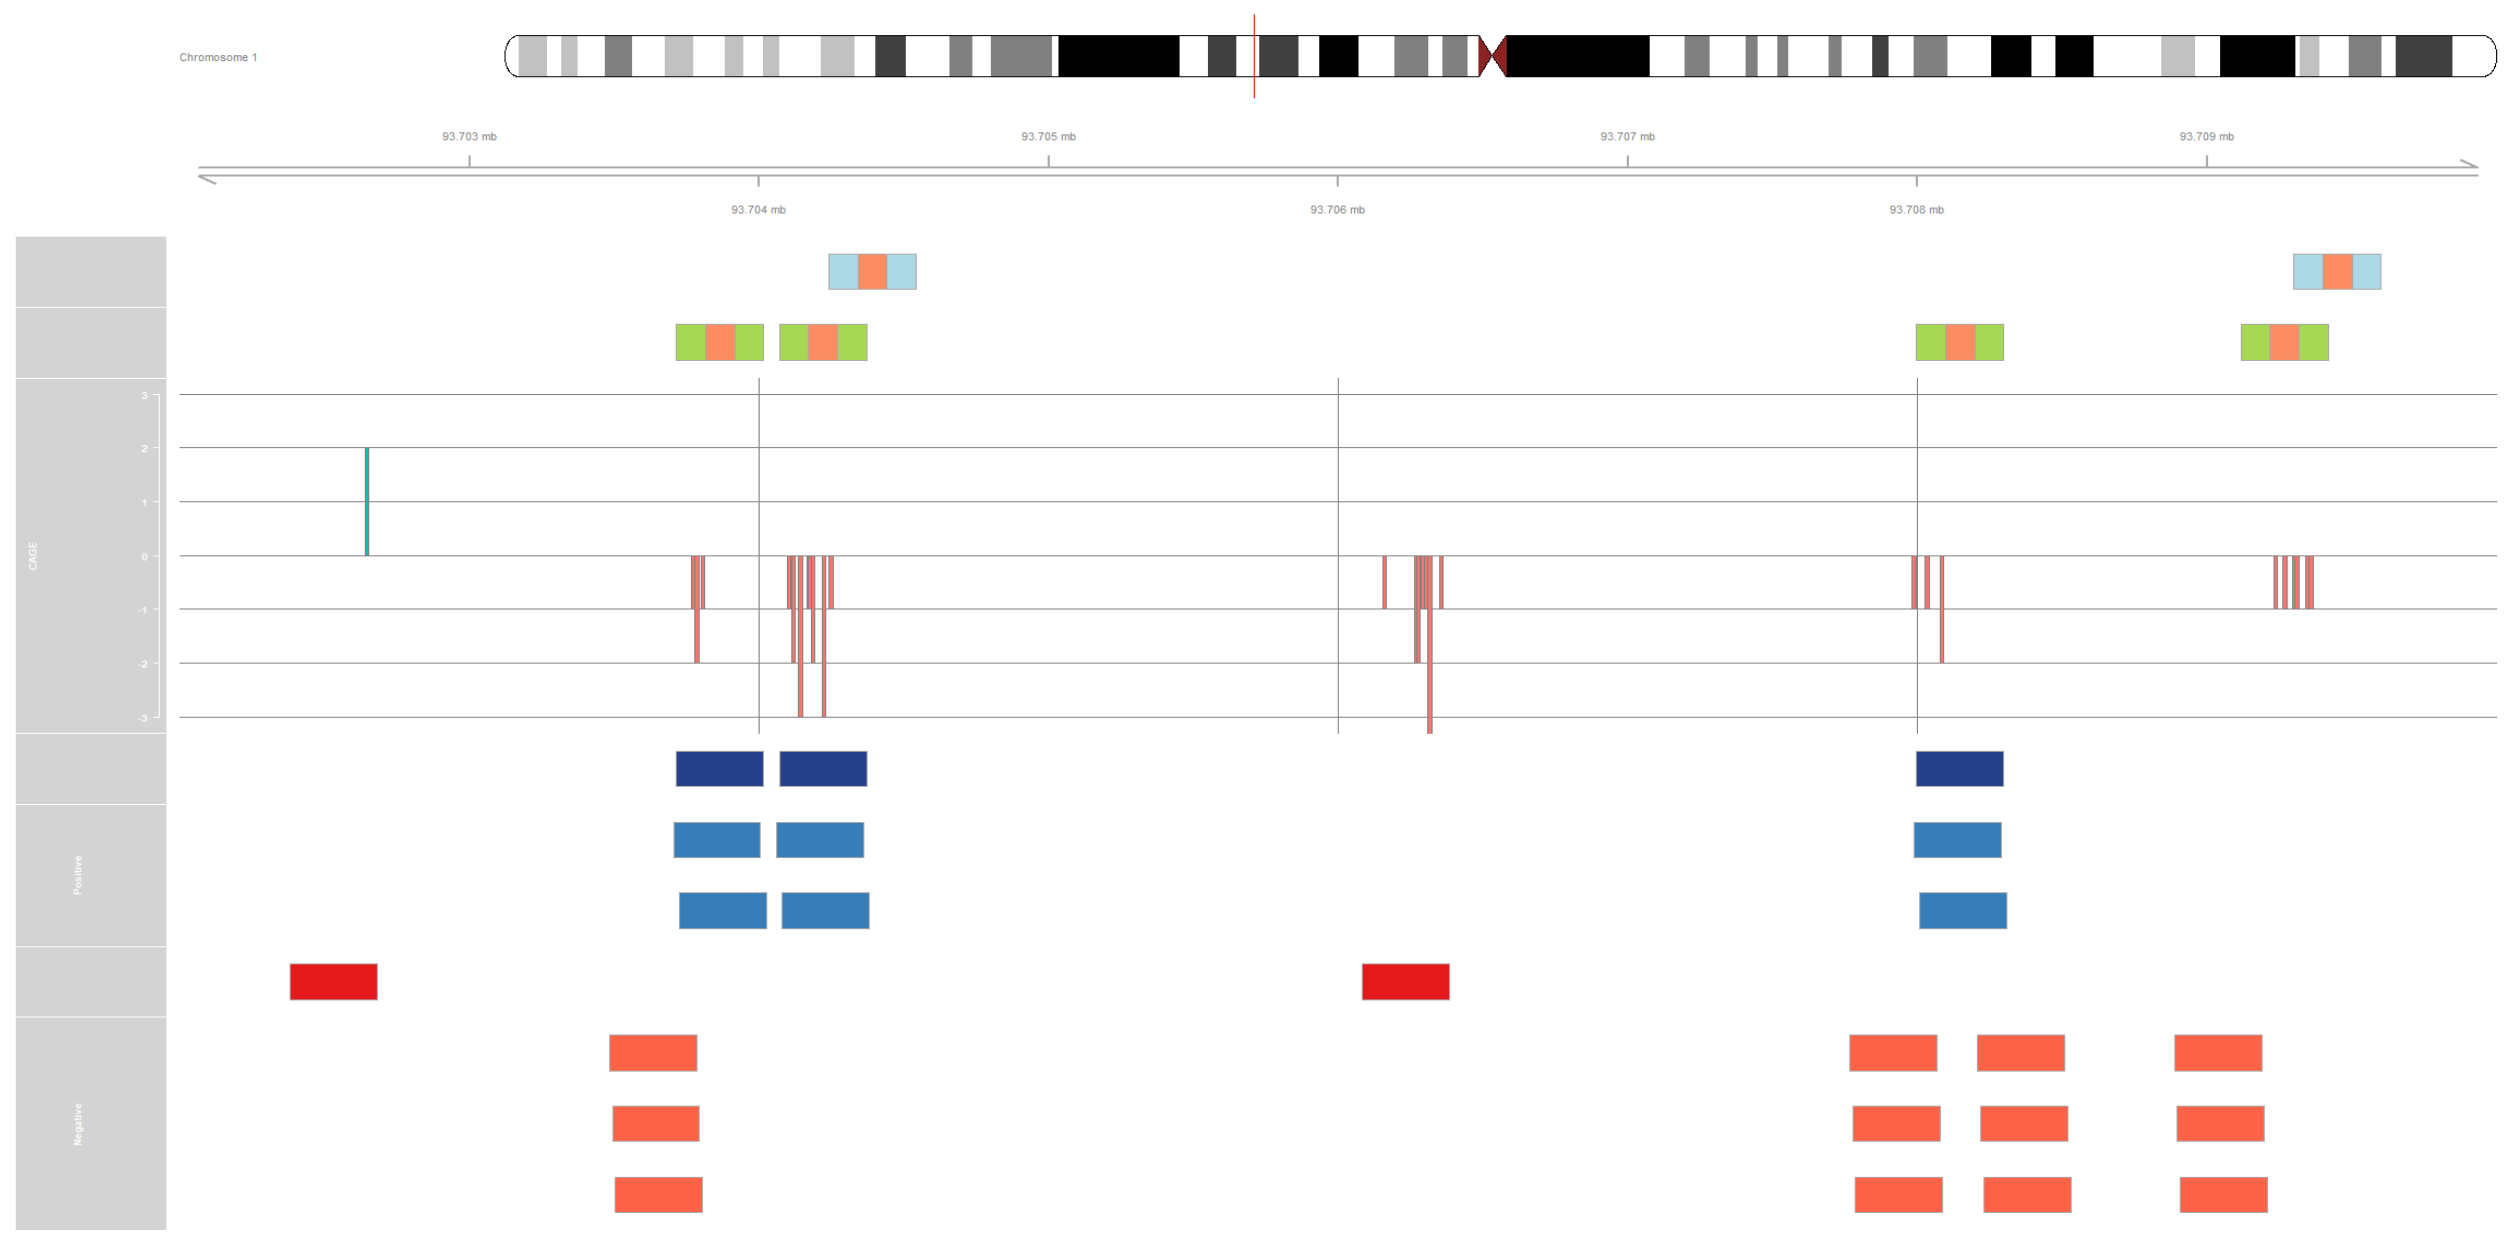 Chromosome 1
93.703 mb
93.705 mb
93.707 mb
93.709 mb
93.704 mb
93.706 mb
93.708 mb
3
2
1
0
-1
-2
-3
CAGE
Positive
Negative